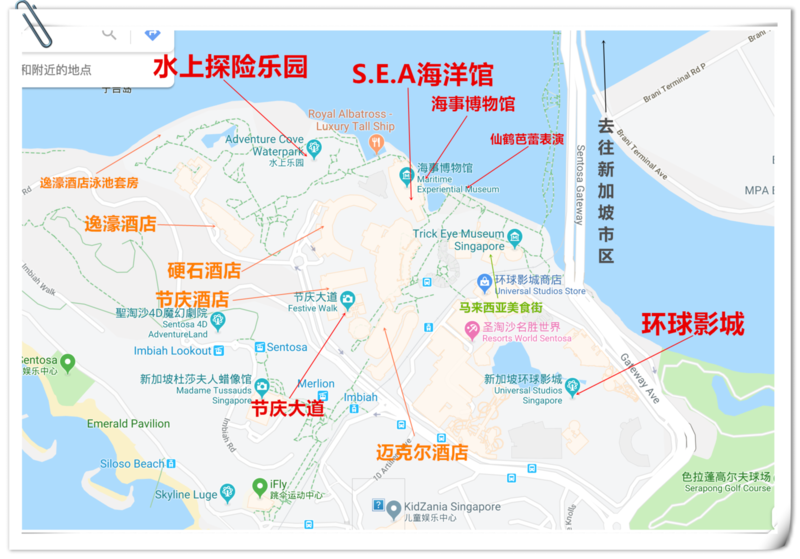 和附近的地点
水上探险乐园
S.E.A海洋馆
海事博物馆
仙鹤芭蕾表演
去往新加坡市区
Brani Terminal Rd P
Brani
Brani Terminal Ave
Sentosa Gateway
MPA
Royal Albatross -
Luxury Tall Ship
Adventure Cove
Waterpark
水上乐园
海事博物馆
Maritime
Experiential Museum
逸濠酒店泳池套房
Rd
逸濠酒店
Trick Eye Museum
Singapore
硬石酒店
节庆酒店
Imbiah Walk
节庆大道
Festive Walk
环球影城商店
Universal Studios Store
马来西亚美食街
圣淘沙名胜世界
Resorts World Sentosa
环球影城
聖淘沙4D魔幻劇院
Sentosa 4D
AdventureLand
Imbiah Lookout
Sentosa
Sentosa
娱乐中心
新加坡杜莎夫人蜡像馆
Madame Tussauds
Singapore
Merlion
Imbiah
节庆大道
新加坡环球影城
Universal Studios
Singapore
Gateway Ave
Emerald Pavilion
Imbiah Rd
迈克尔酒店
Siloso Beach
Skyline Luge
iFly
跳伞运动中心
KidZania Singapore
儿童娱乐中心
色拉蓬高尔夫球场
Serapong Golf Course